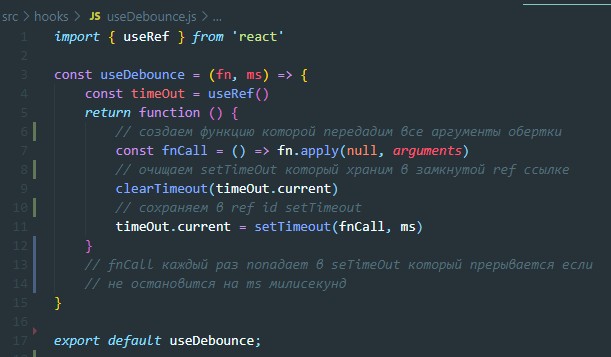 src > hooks > JS useDebounce.js > ...
1 import { useRef } from 'react'
2
3 const useDebounce = (fn, ms) => {
4 const timeOut = useRef()
5 return function () {
6 // создаем функцию которой передадим все аргументы обертки
7 const fnCall = () => fn.apply(null, arguments)
8 // очищаем setTimeOut который храним в замкнутой ref ссылке
9 clearTimeout(timeOut.current)
10 // сохраняем в ref id setTimeout
11 timeOut.current = setTimeout(fnCall, ms)
12 }
13 // fnCall каждый раз попадает в seTimeOut который прерывается если
14 // не остановится на ms милисекунд
15 }
16
17 export default useDebounce;